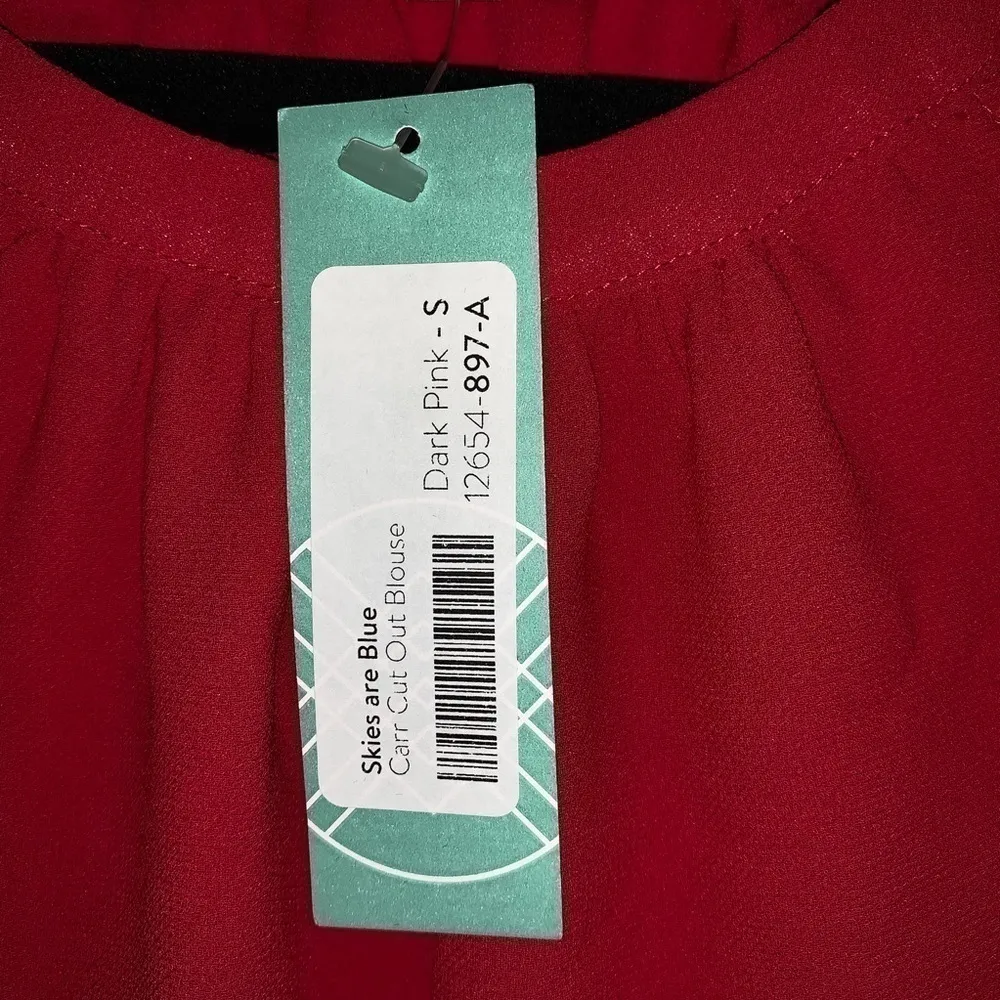 Skies are Blue
Carr Cut Out Blouse
Dark Pink - S
12654-897-A